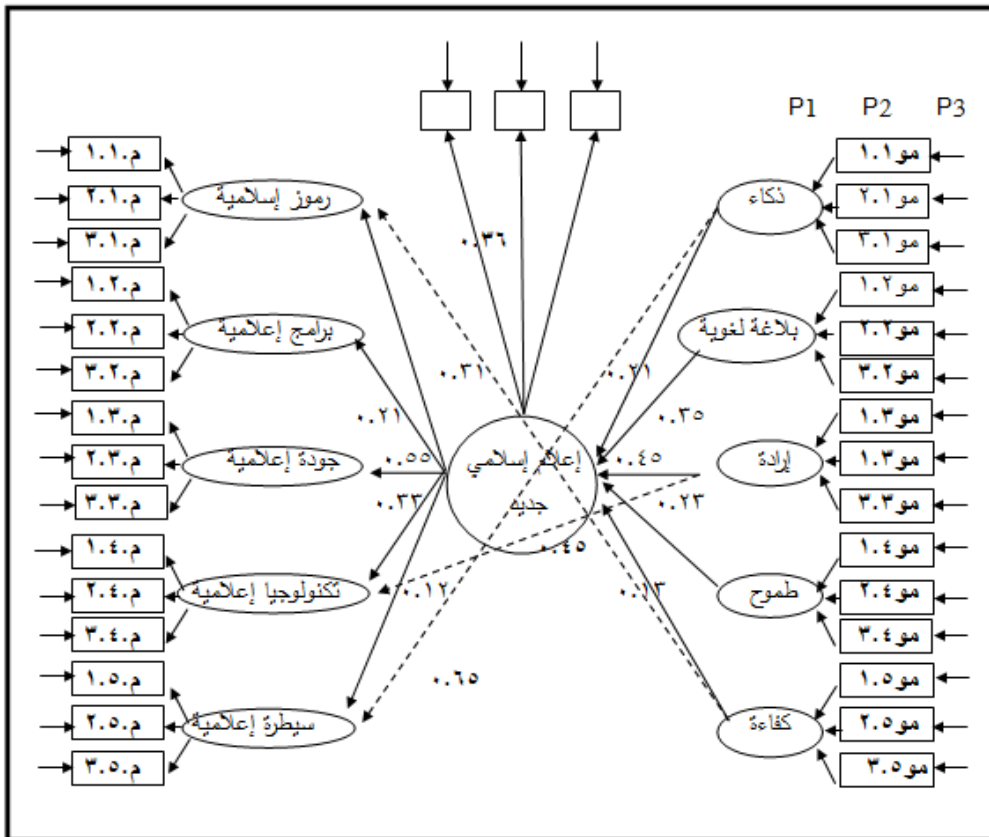 P1 P2 P3
م.١.١
م.٢.١
م.٣.١
م.١.٢
م.٢.٢
م.٣.٢
م.١.٣
م.٢.٣
م.٣.٣
م.١.٤
م.٢.٤
م.٣.٤
م.١.٥
م.٢.٥
م.٣.٥
رموز إسلامية
برامج إعلامية
جودة إعلامية
تكنولوجيا إعلامية
سيطرة إعلامية
٠.٣٦
٠.٣١
٠.٢١
٠.٢١
٠.٣٥
٠.٥٥
٠.٤٥
٠.٣٣
٠.٢٣
٠.٤٥
٠.١٢
٠.١٣
٠.٦٥
إعلام إسلامي
جديد
ذكاء
بلاغة لغوية
إرادة
طموح
كفاءة
مو١.١
مو٢.١
مو٣.١
مو١.٢
مو٢.٢
مو٣.٢
مو١.٣
مو١.٣
مو٣.٣
مو١.٤
مو٢.٤
مو٣.٤
مو١.٥
مو٢.٥
مو٣.٥